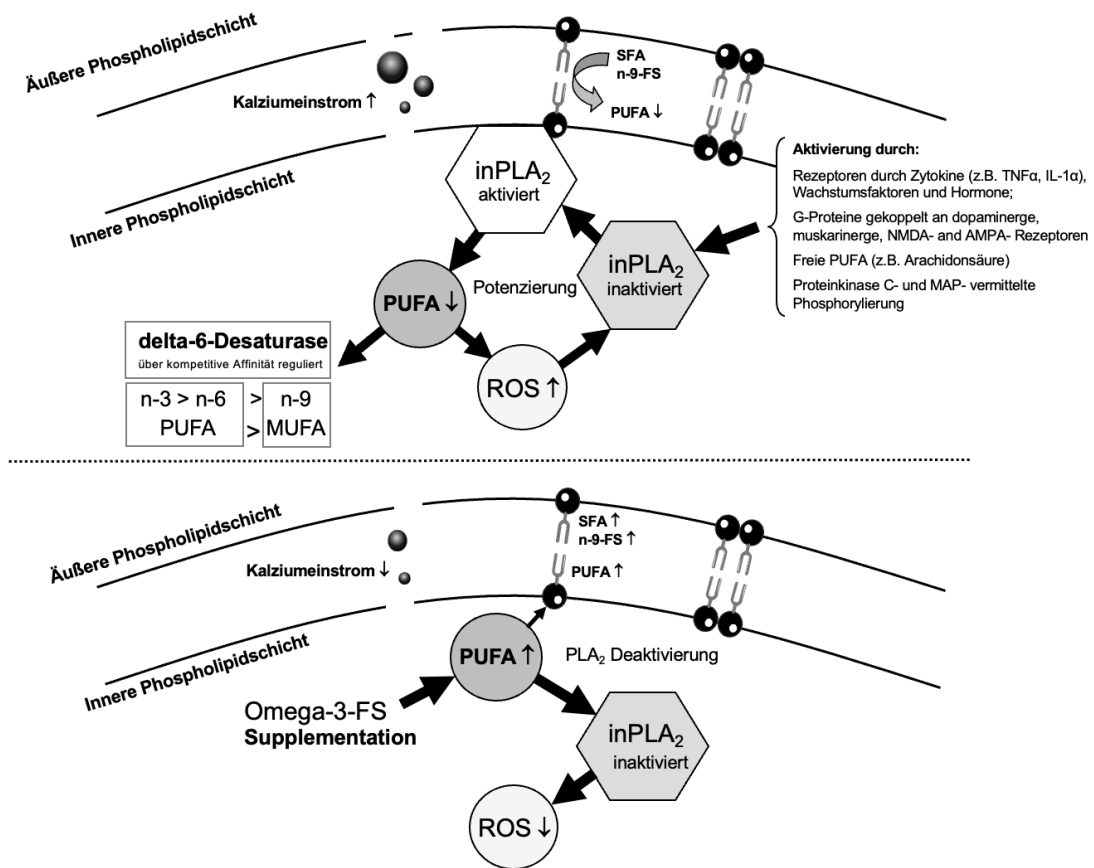 Äußere Phospholipidschicht
Kalziumeinstrom ↑
SFA
n-9-FS
PUFA ↓
Innere Phospholipidschicht
inPLA₂
aktiviert
Aktivierung durch:
Rezeptoren durch Zytokine (z.B. TNFα, IL-1α),
Wachstumsfaktoren und Hormone;
G-Proteine gekoppelt an dopaminerge,
muskarinerge, NMDA- and AMPA- Rezeptoren
Freie PUFA (z.B. Arachidonsäure)
Proteinkinase C- und MAP- vermittelte
Phosphorylierung
inPLA₂
inaktiviert
Potenzierung
PUFA ↓
ROS ↑
delta-6-Desaturase
über kompetitive Affinität reguliert
n-3 > n-6 > n-9
PUFA > MUFA
Äußere Phospholipidschicht
Kalziumeinstrom ↓
SFA ↑
n-9-FS ↑
PUFA ↑
Innere Phospholipidschicht
PUFA ↑
PLA₂ Deaktivierung
Omega-3-FS
Supplementation
inPLA₂
inaktiviert
ROS ↓